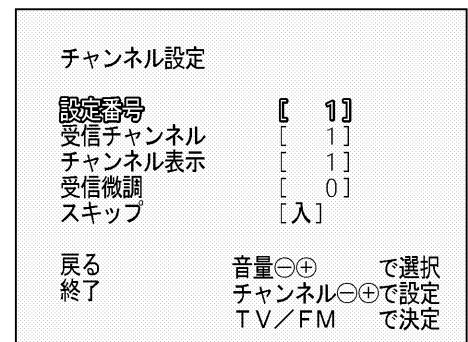 チャンネル設定
設定番号 [ 1]
受信チャンネル [ 1]
チャンネル表示 [ 1]
受信微調 [ 0]
スキップ [入]
戻る 音量⊖⊕ で選択
終了 チャンネル⊖⊕で設定
TV／FM で決定